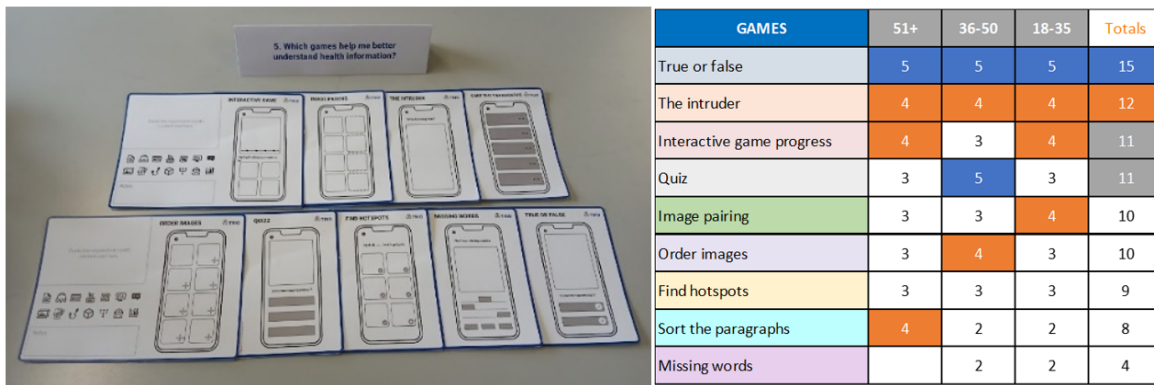 5. Which games help me better
understand health information?
INTERACTIVE GAME
THE INTRUDER
ORDER IMAGES
QUIZZ
FIND HOTSPOTS
MISSING WORDS
TRUE OR FALSE
GAMES 51+ 36-50 18-35 Totals
True or false 5 5 5 15
The intruder 4 4 4 12
Interactive game progress 4 3 4 11
Quiz 3 5 3 11
Image pairing 3 3 4 10
Order images 3 4 3 10
Find hotspots 3 3 3 9
Sort the paragraphs 4 2 2 8
Missing words 2 2 4